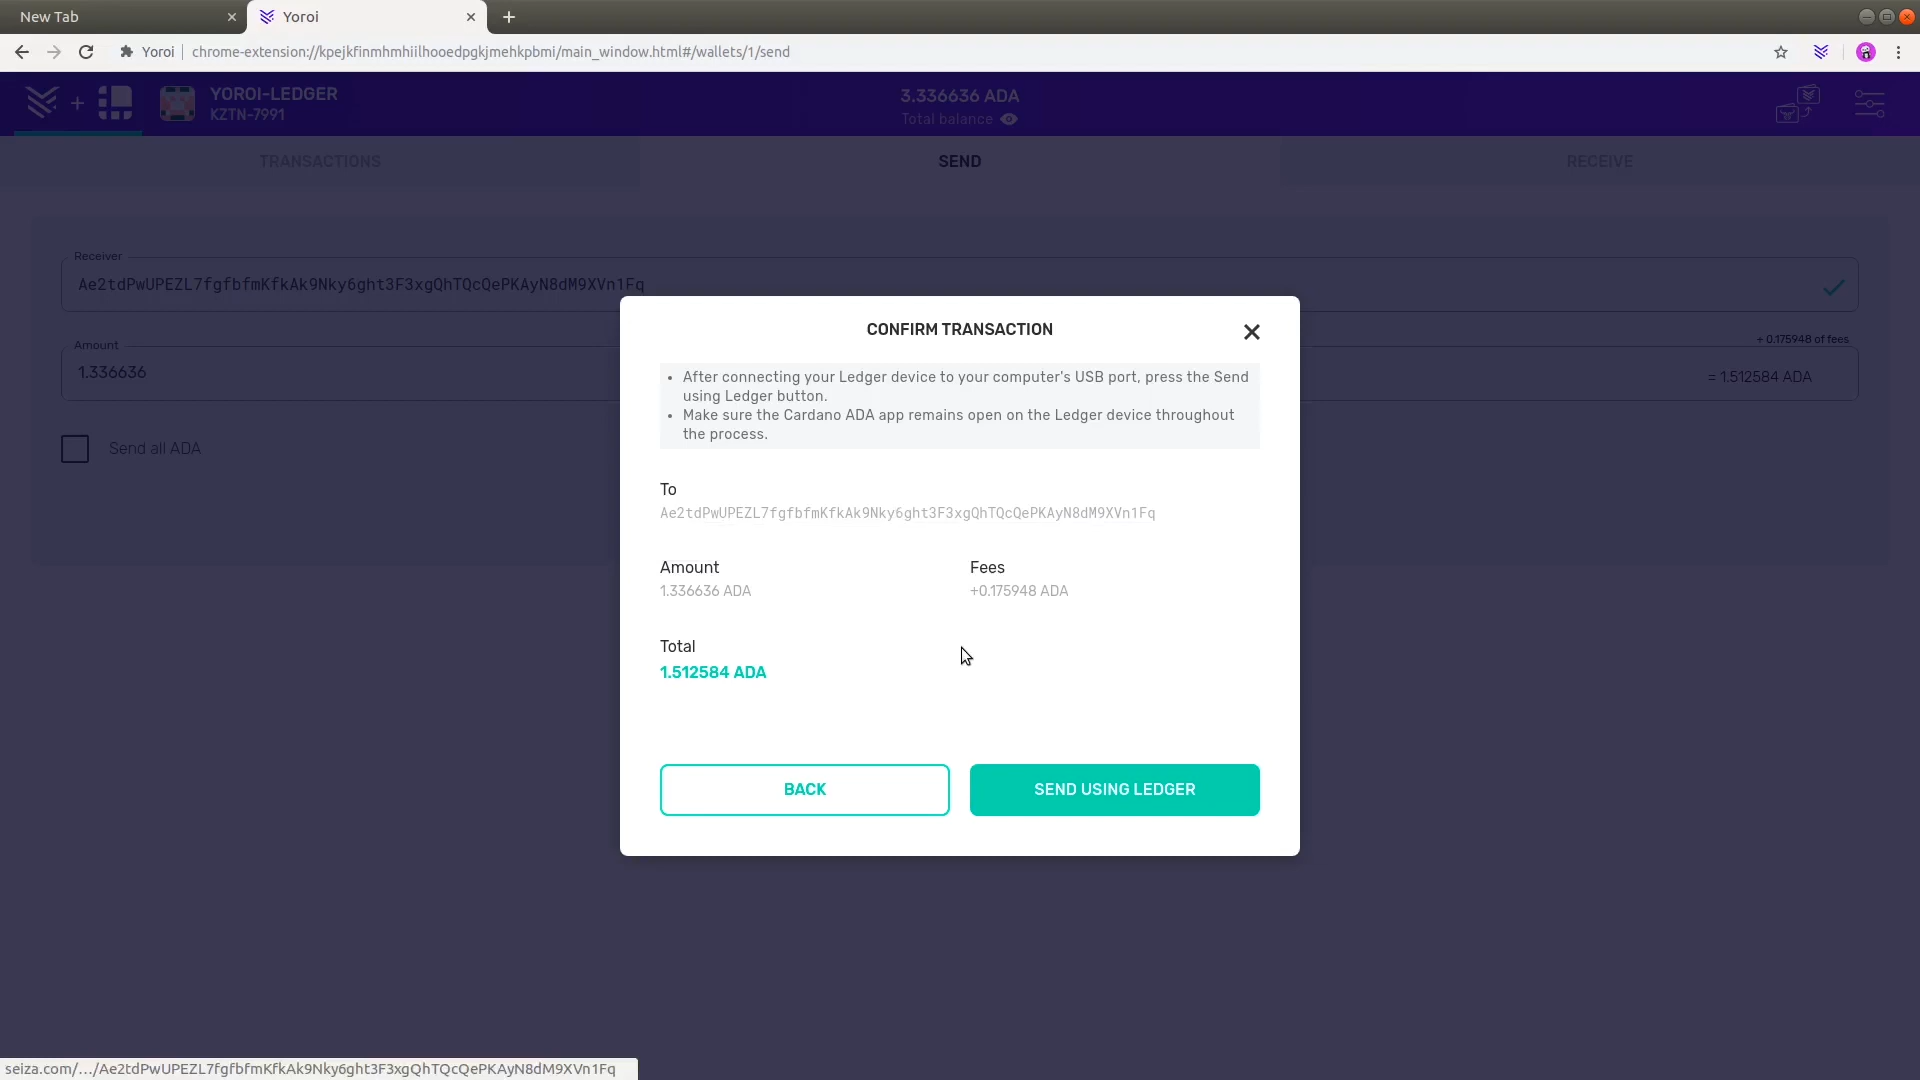 New Tab
Yoroi
Yoroi
chrome-extension://kpejkfinmhmhiilhooedpgkjmehkpbmi/main_window.html#/wallets/1/send
YOROI-LEDGER
KZTN-7991
3.336636 ADA
Total balance
TRANSACTIONS
SEND
RECEIVE
Receiver
Ae2tdPwUPEZL7fgfbfmKfkAk9Nky6ght3F3xgQhTQcQePKAyN8dM9XVn1Fq
Amount
+ 0.175948 of fees
1.336636
= 1.512584 ADA
Send all ADA
CONFIRM TRANSACTION
• After connecting your Ledger device to your computer's USB port, press the Send
using Ledger button.
• Make sure the Cardano ADA app remains open on the Ledger device throughout
the process.
To
Ae2tdPwUPEZL7fgfbfmKfkAk9Nky6ght3F3xgQhTQcQePKAyN8dM9XVn1Fq
Amount
Fees
1.336636 ADA
+0.175948 ADA
Total
1.512584 ADA
BACK
SEND USING LEDGER
seiza.com/…/Ae2tdPwUPEZL7fgfbfmKfkAk9Nky6ght3F3xgQhTQcQePKAyN8dM9XVn1Fq